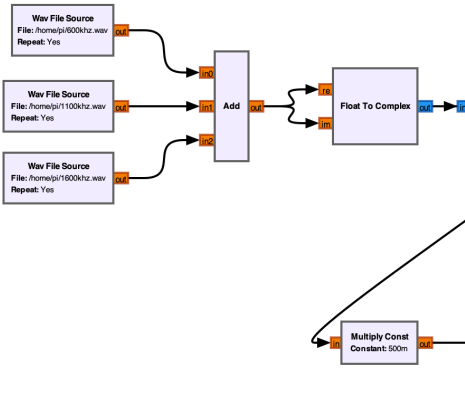 Wav File Source
File: /home/pi/600khz.wav
Repeat: Yes
out
in0
Wav File Source
File: /home/pi/1100khz.wav
Repeat: Yes
out
in1
Add
out
re
Float To Complex
out
in
im
in2
Wav File Source
File: /home/pi/1600khz.wav
Repeat: Yes
out
in
Multiply Const
Constant: 500m
out